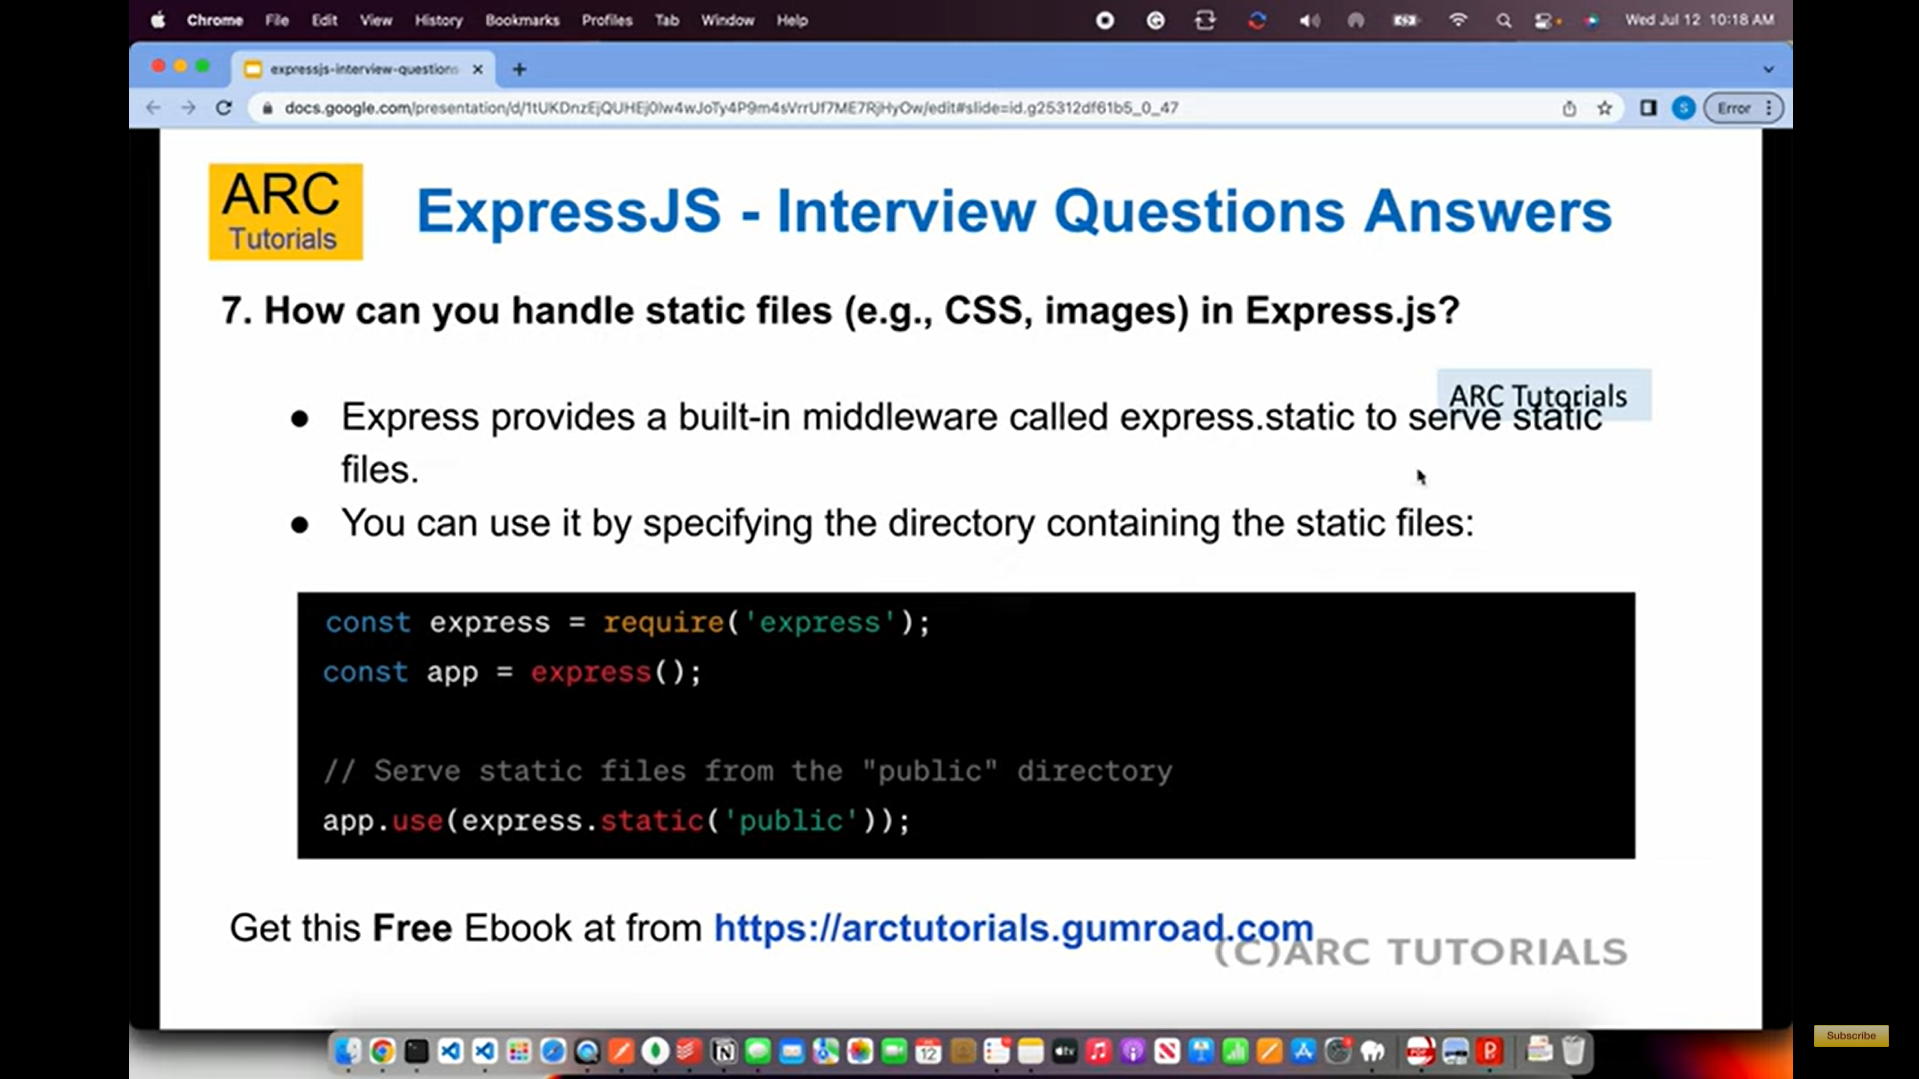 Chrome File Edit View History Bookmarks Profiles Tab Window Help Wed Jul 12 10:18 AM
expressjs-interview-questions
docs.google.com/presentation/d/1tUKDnzEjQUHEj0lw4wJoTy4P9m4sVrrUf7ME7RjHyOw/edit#slide=id.g25312df61b5_0_47 S Error
ARC
Tutorials
ExpressJS - Interview Questions Answers
7. How can you handle static files (e.g., CSS, images) in Express.js?
ARC Tutorials
● Express provides a built-in middleware called express.static to serve static
files.
● You can use it by specifying the directory containing the static files:
const express = require('express');
const app = express();
// Serve static files from the "public" directory
app.use(express.static('public'));
Get this Free Ebook at from https://arctutorials.gumroad.com
(C)ARC TUTORIALS
12 tv
Subscribe